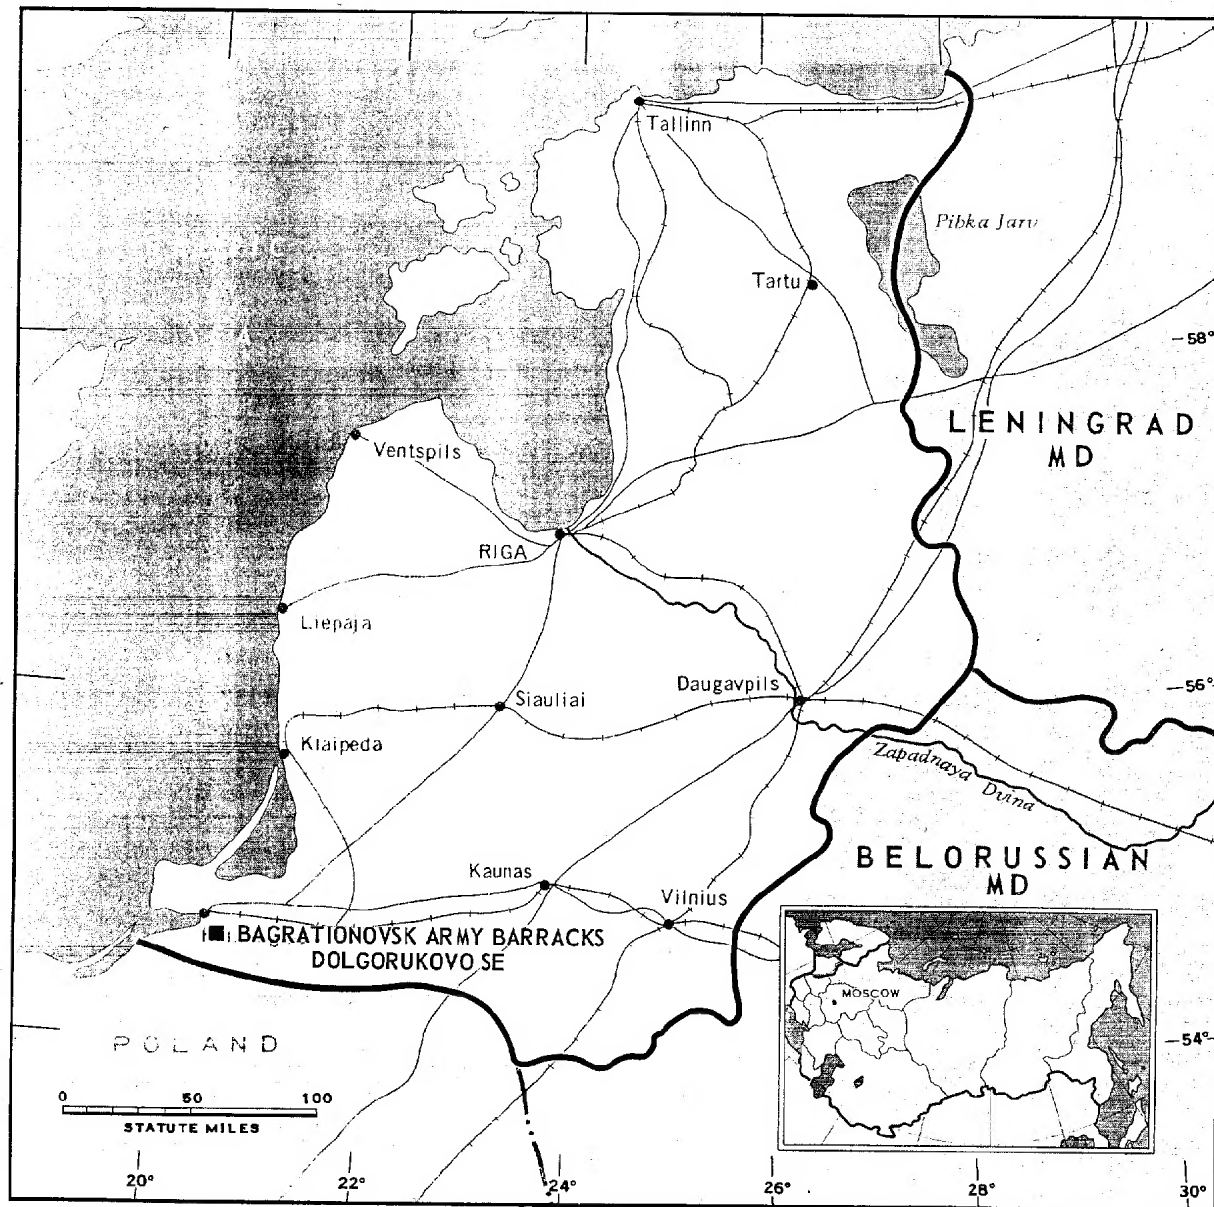 Tallinn
Pihka Jarv
Tartu
58°
LENINGRAD
MD
Ventspils
RIGA
Liepaja
Daugavpils
56°
Siauliai
Klaipeda
Zapadnaya Dvina
BELORUSSIAN
MD
Kaunas
Vilnius
BAGRATIONOVSK ARMY BARRACKS
DOLGORUKOVO SE
MOSCOW
POLAND
54°
0 50 100
STATUTE MILES
20° 22° 24° 26° 28° 30°